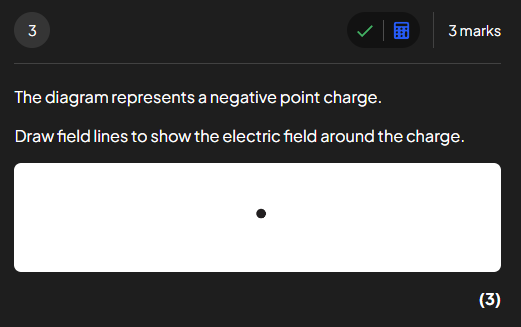 3
3 marks
The diagram represents a negative point charge.
Draw field lines to show the electric field around the charge.
(3)